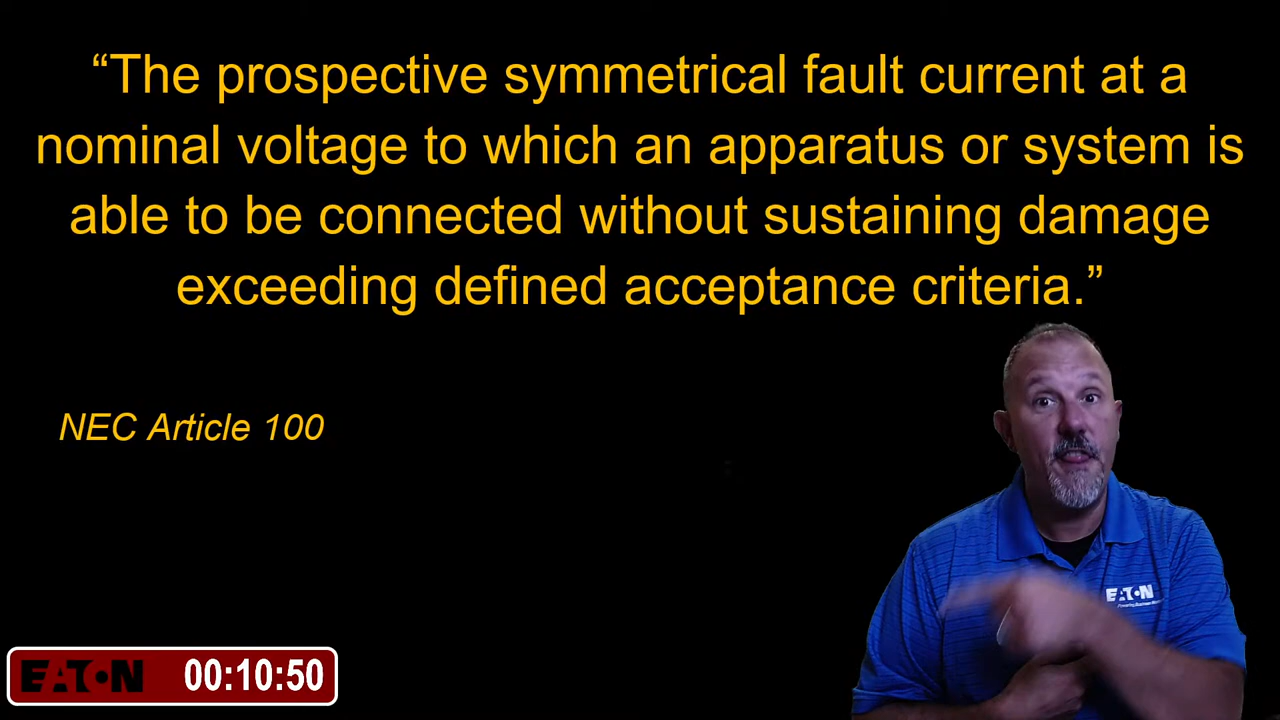 “The prospective symmetrical fault current at a
nominal voltage to which an apparatus or system is
able to be connected without sustaining damage
exceeding defined acceptance criteria.”
NEC Article 100
EATON
EATON 00:10:50